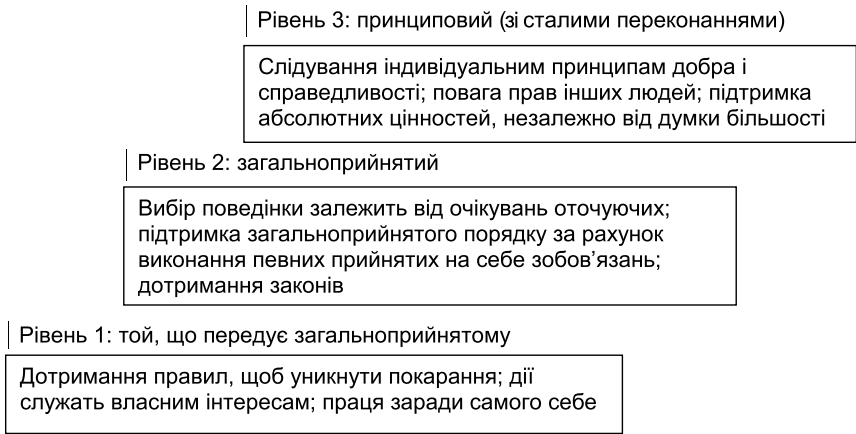 Рівень 3: принциповий (зі сталими переконаннями)
Слідування індивідуальним принципам добра і
справедливості; повага прав інших людей; підтримка
абсолютних цінностей, незалежно від думки більшості
Рівень 2: загальноприйнятий
Вибір поведінки залежить від очікувань оточуючих;
підтримка загальноприйнятого порядку за рахунок
виконання певних прийнятих на себе зобов’язань;
дотримання законів
Рівень 1: той, що передує загальноприйнятому
Дотримання правил, щоб уникнути покарання; дії
служать власним інтересам; праця заради самого себе